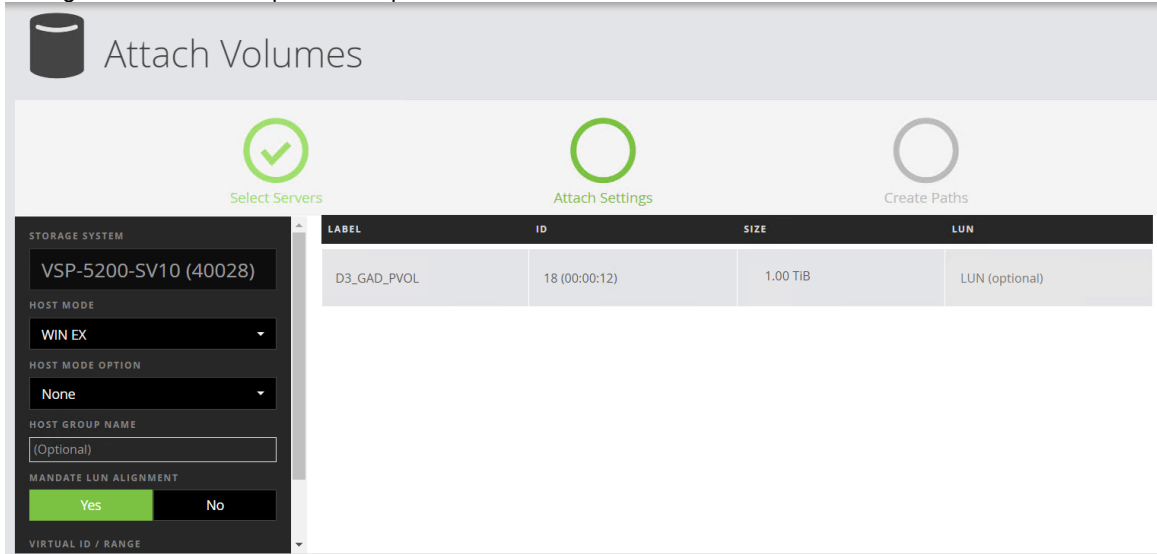 Attach Volumes
Select Servers
Attach Settings
Create Paths
STORAGE SYSTEM
VSP-5200-SV10 (40028)
HOST MODE
WIN EX
HOST MODE OPTION
None
HOST GROUP NAME
(Optional)
MANDATE LUN ALIGNMENT
Yes No
VIRTUAL ID / RANGE
LABEL ID SIZE LUN
D3_GAD_PVOL 18 (00:00:12) 1.00 TiB LUN (optional)